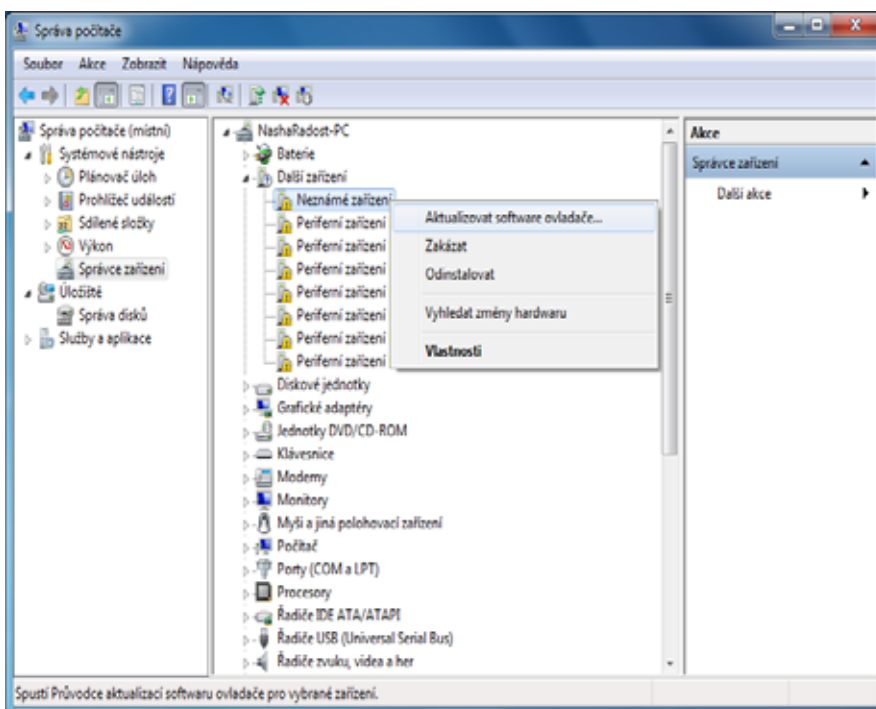 Správa počítače
Soubor Akce Zobrazit Nápověda
Správa počítače (místní)
Systémové nástroje
Plánovač úloh
Prohlížeč událostí
Sdílené složky
Výkon
Správce zařízení
Úložiště
Správa disků
Služby a aplikace
NashaRadost-PC
Baterie
Další zařízení
Neznámé zařízení
Periferní zařízení
Periferní zařízení
Periferní zařízení
Periferní zařízení
Periferní zařízení
Periferní zařízení
Periferní zařízení
Diskové jednotky
Grafické adaptéry
Jednotky DVD/CD-ROM
Klávesnice
Modemy
Monitory
Myši a jiná polohovací zařízení
Počítač
Porty (COM a LPT)
Procesory
Řadiče IDE ATA/ATAPI
Řadiče USB (Universal Serial Bus)
Řadiče zvuku, videa a her
Aktualizovat software ovladače...
Zakázat
Odinstalovat
Vyhledat změny hardwaru
Vlastnosti
Akce
Správce zařízení
Další akce
Spustí Průvodce aktualizací softwaru ovladače pro vybrané zařízení.